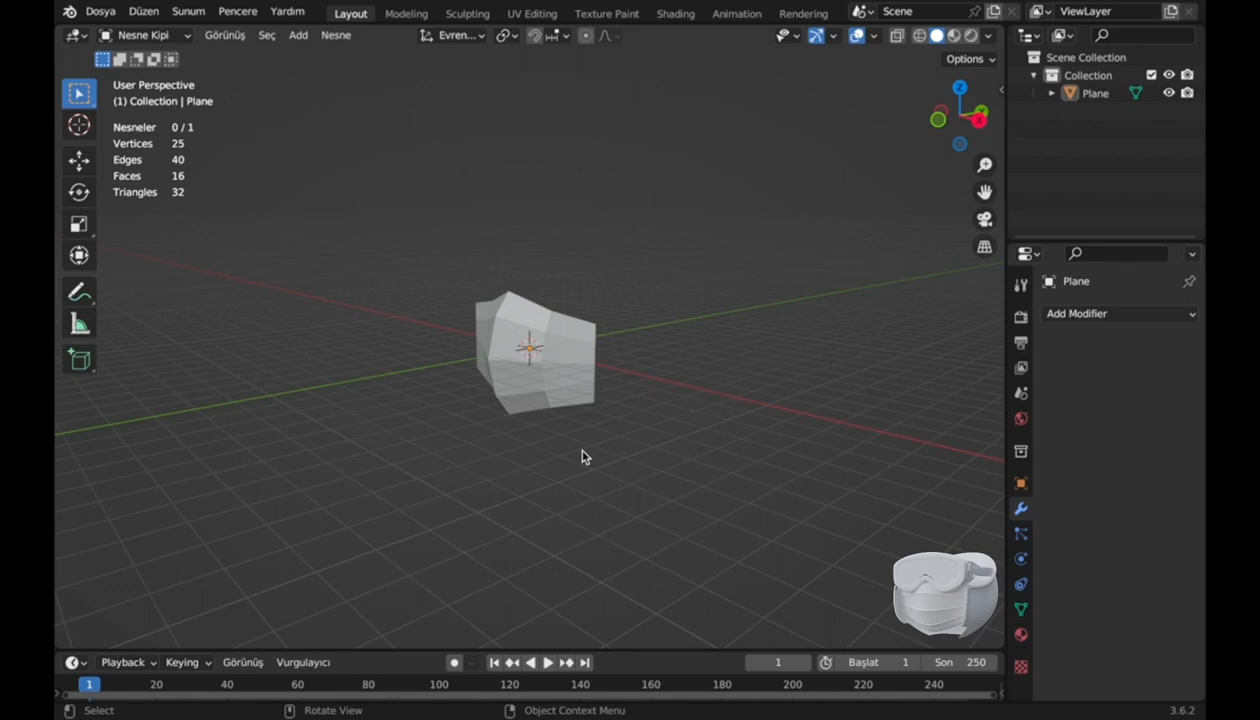 Dosya Düzen Sunum Pencere Yardım Layout Modeling Sculpting UV Editing Texture Paint Shading Animation Rendering Scene ViewLayer
Nesne Kipi Görünüş Seç Add Nesne Evren...
Options
User Perspective
(1) Collection | Plane
Nesneler 0 / 1
Vertices 25
Edges 40
Faces 16
Triangles 32
Z
Y
X
Scene Collection
Collection
Plane
Plane
Add Modifier
Playback Keying Görünüş Vurgulayıcı 1 Başlat 1 Son 250
1 20 40 60 80 100 120 140 160 180 200 220 240
Select Rotate View Object Context Menu 3.6.2